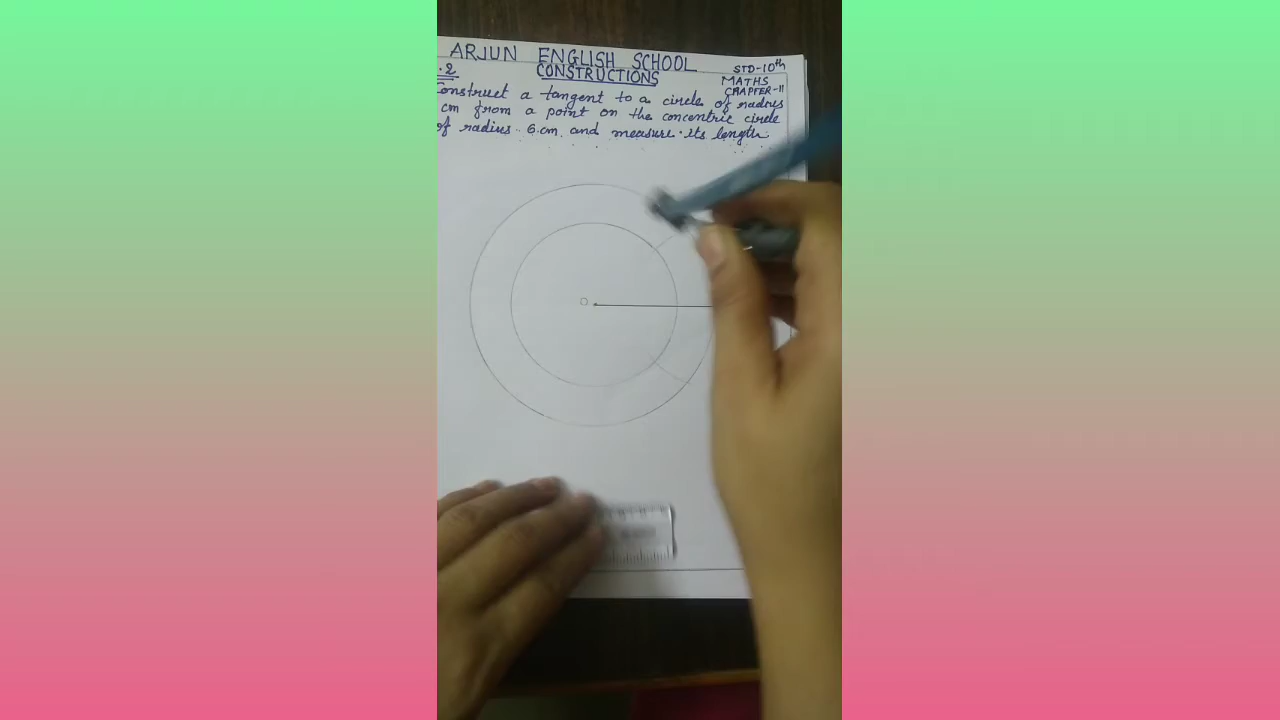 ARJUN ENGLISH SCHOOL
STD-10th
.2
CONSTRUCTIONS
MATHS
CHAPTER-11
Construct a tangent to a circle of radius
cm from a point on the concentric circle
of radius 6 cm and measure its length.
O